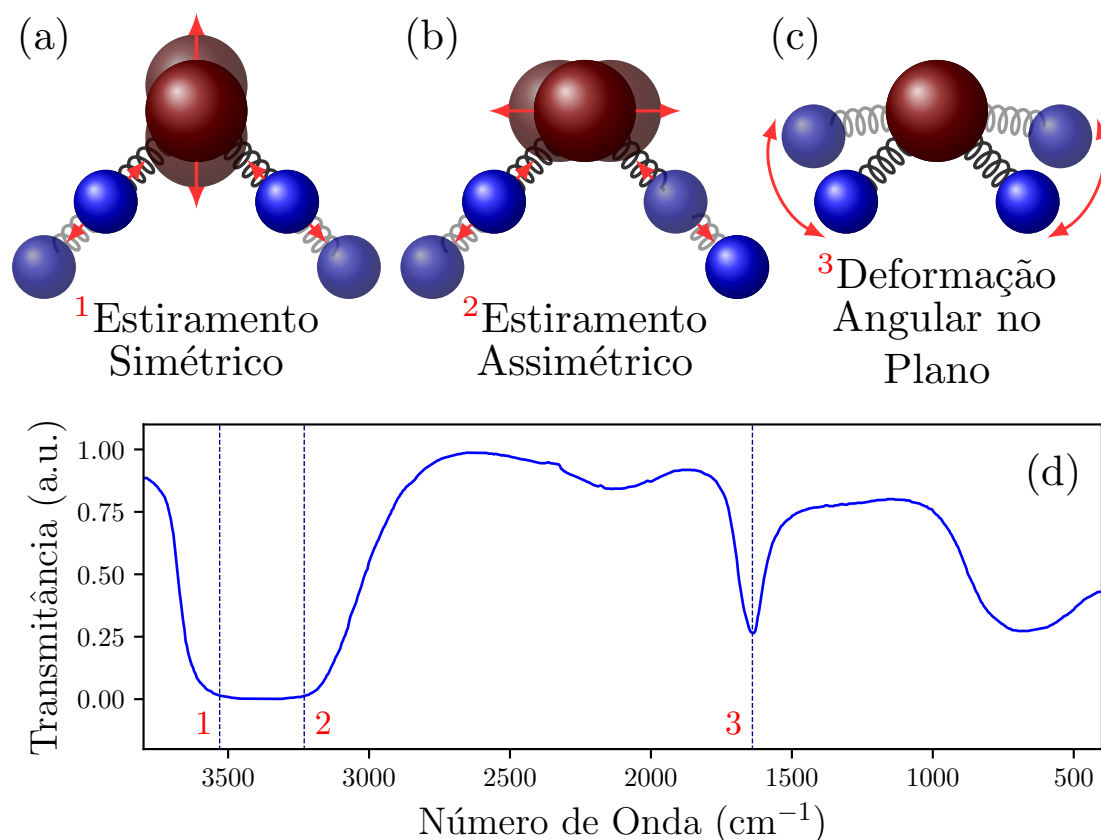 (a)
(b)
(c)
¹Estiramento
Simétrico
²Estiramento
Assimétrico
³Deformação
Angular no
Plano
(d)
Transmitância (a.u.)
1.00
0.75
0.50
0.25
0.00
1
2
3
3500 3000 2500 2000 1500 1000 500
Número de Onda (cm⁻¹)